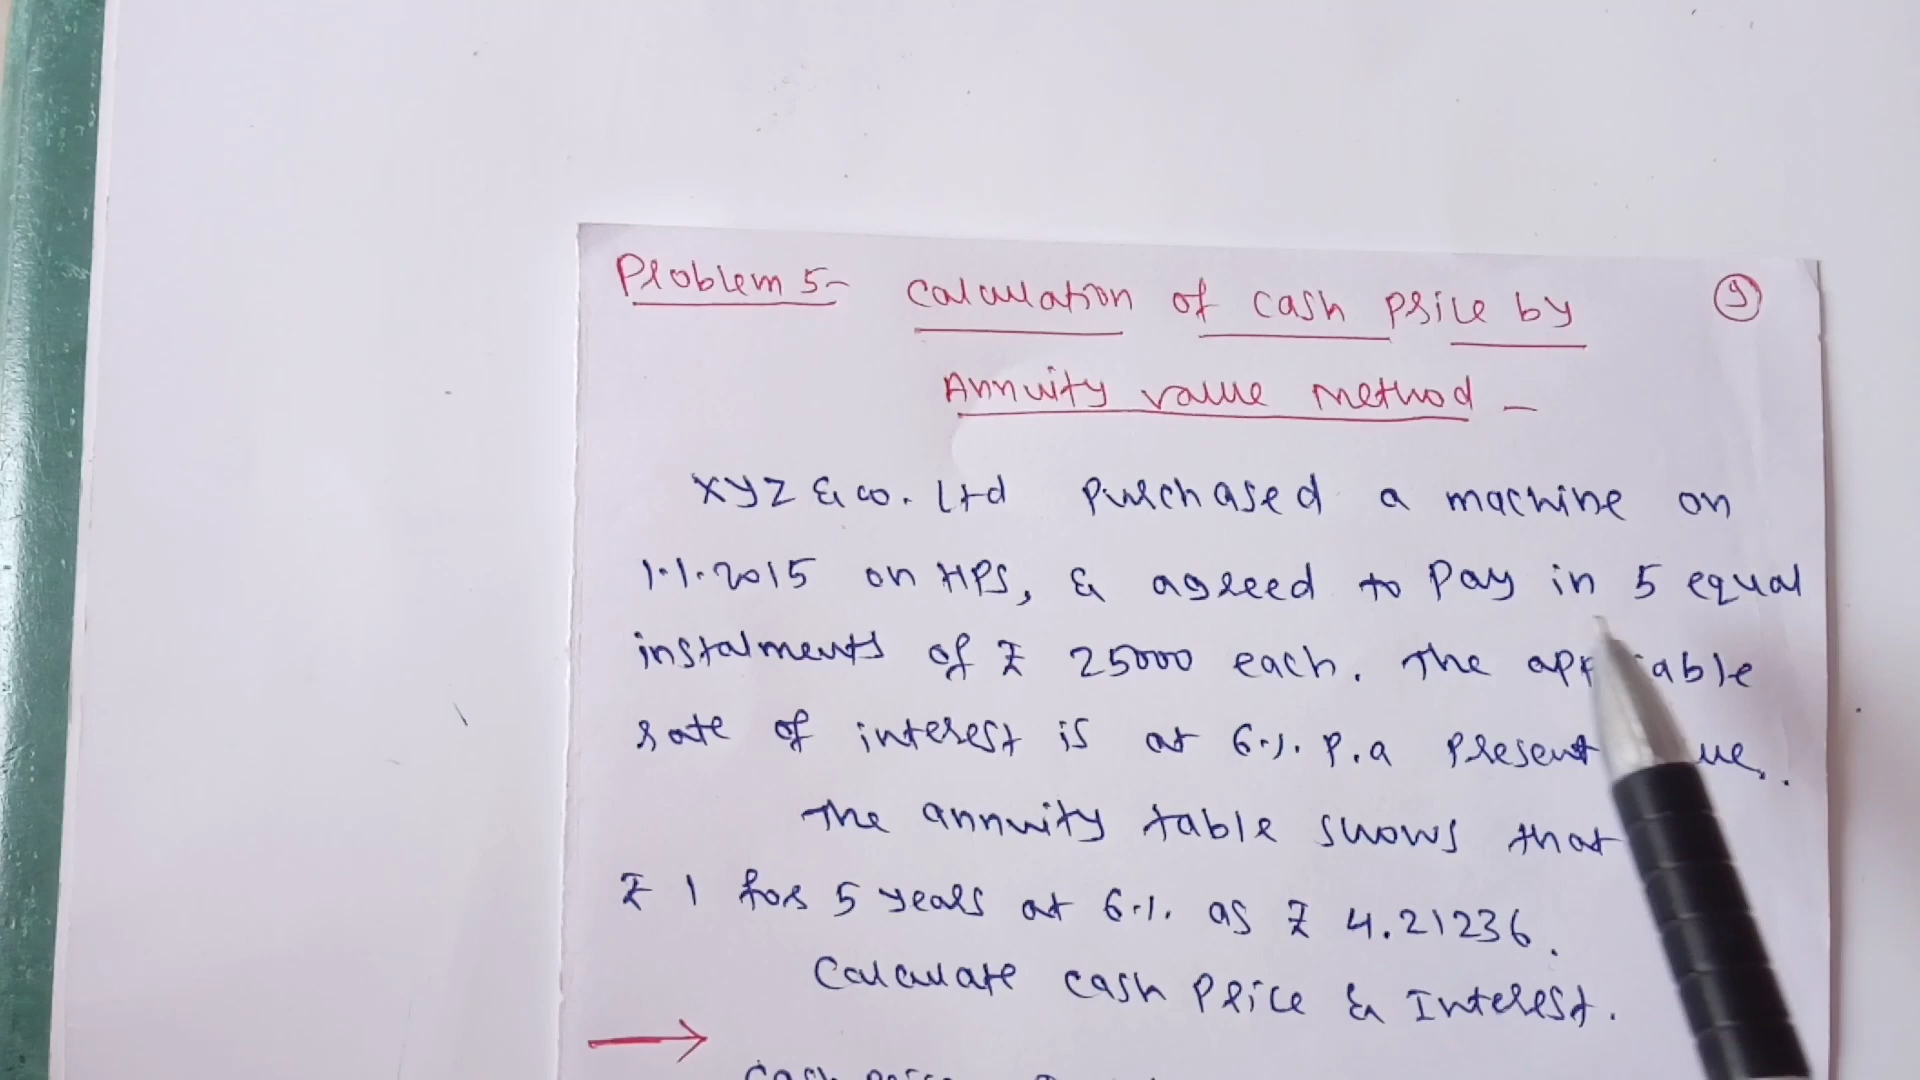 Problem 5- Calculation of cash price by 9
Annuity value Method -
XYZ & co. Ltd purchased a machine on
1.1.2015 on HPS, & agreed to pay in 5 equal
instalments of ₹ 25000 each. The
rate of interest is at 6%. p.a present
The annuity table shows that
₹ 1 for 5 years at 6%. as ₹ 4.21236.
Calculate cash price & Interest.